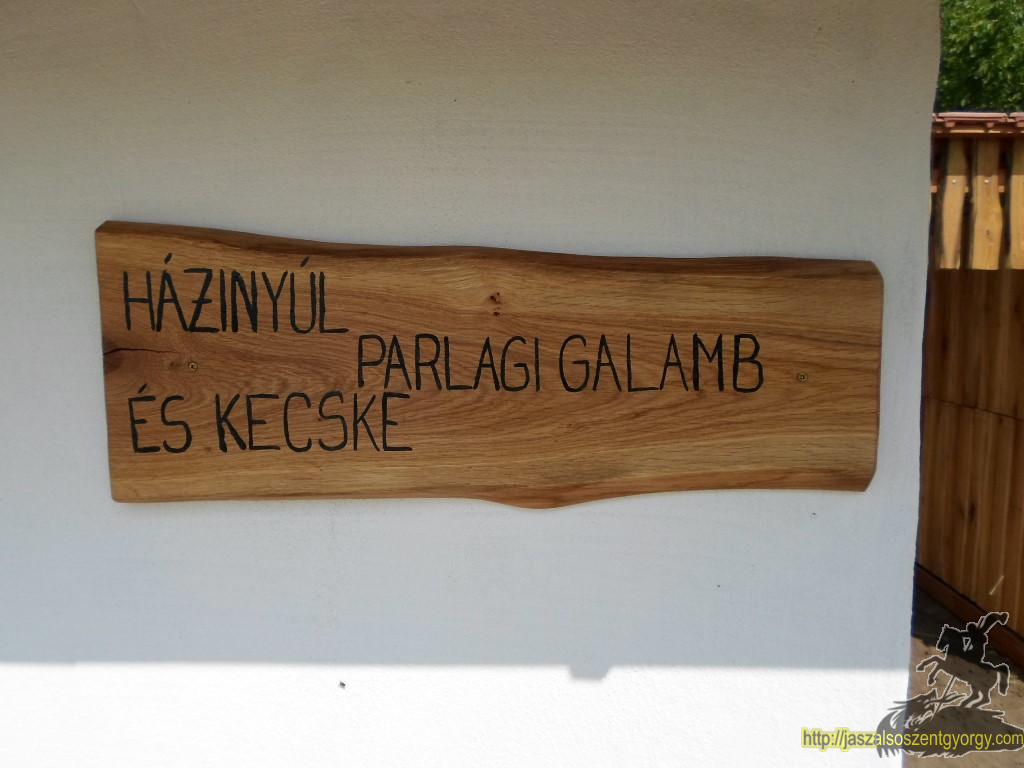 HÁZINYÚL
PARLAGI GALAMB
ÉS KECSKE
http://jaszalsoszentgyorgy.com